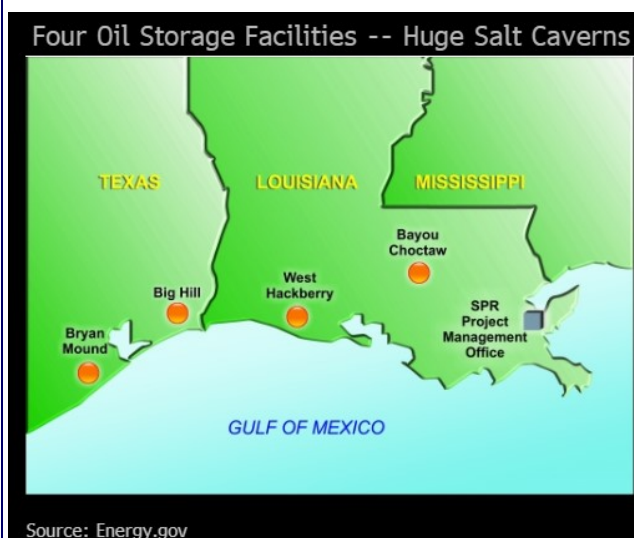 Four Oil Storage Facilities -- Huge Salt Caverns
TEXAS
LOUISIANA
MISSISSIPPI
Bayou
Choctaw
Big Hill
West
Hackberry
SPR
Project
Management
Office
Bryan
Mound
GULF OF MEXICO
Source: Energy.gov